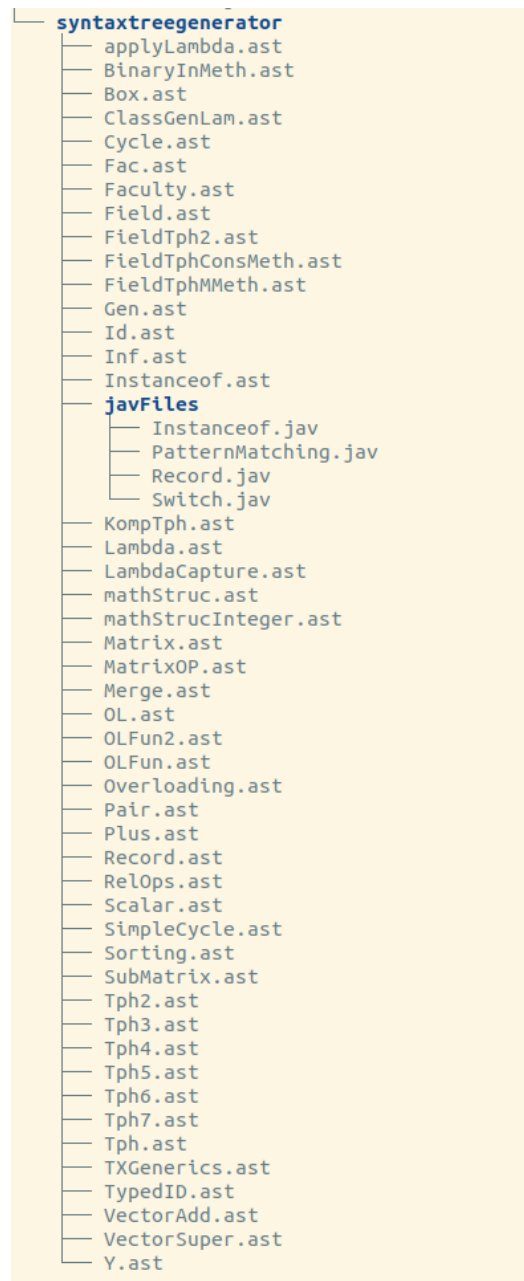 syntaxtreegenerator
applyLambda.ast
BinaryInMeth.ast
Box.ast
ClassGenLam.ast
Cycle.ast
Fac.ast
Faculty.ast
Field.ast
FieldTph2.ast
FieldTphConsMeth.ast
FieldTphMMeth.ast
Gen.ast
Id.ast
Inf.ast
Instanceof.ast
javFiles
Instanceof.jav
PatternMatching.jav
Record.jav
Switch.jav
KompTph.ast
Lambda.ast
LambdaCapture.ast
mathStruc.ast
mathStrucInteger.ast
Matrix.ast
MatrixOP.ast
Merge.ast
OL.ast
OLFun2.ast
OLFun.ast
Overloading.ast
Pair.ast
Plus.ast
Record.ast
RelOps.ast
Scalar.ast
SimpleCycle.ast
Sorting.ast
SubMatrix.ast
Tph2.ast
Tph3.ast
Tph4.ast
Tph5.ast
Tph6.ast
Tph7.ast
Tph.ast
TXGenerics.ast
TypedID.ast
VectorAdd.ast
VectorSuper.ast
Y.ast